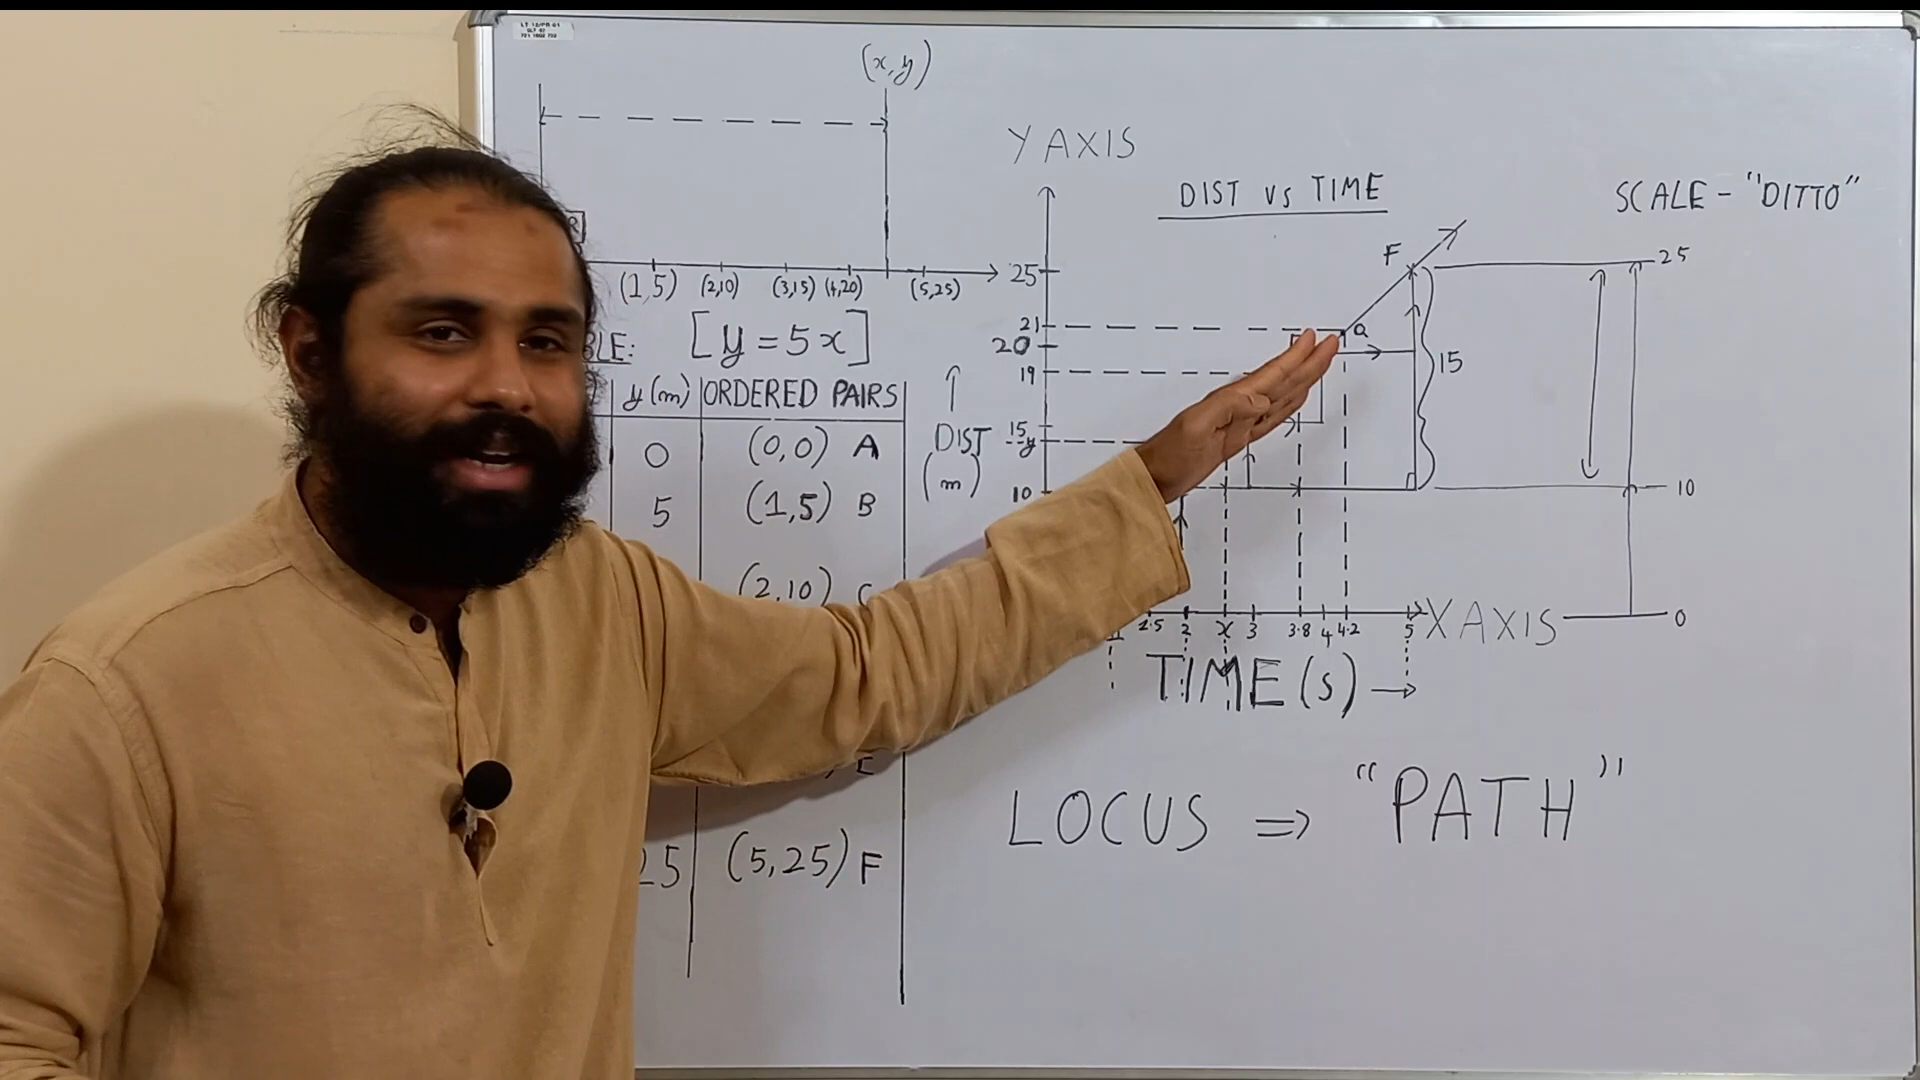 (x, y)
(1,5) (2,10) (3,15) (4,20) (5,25)
BLE: [y = 5x]
y (m) ORDERED PAIRS
0 (0,0) A
5 (1,5) B
(2,10) C
E
25 (5,25) F
Y AXIS
DIST VS TIME
SCALE - "DITTO"
F
25
25
21
Q
20
19
15
15
y
DIST
(m)
10
10
1.5 2 x 3 3.8 4 4.2 5 X AXIS
0
TIME (s) →
LOCUS ⇒ "PATH"